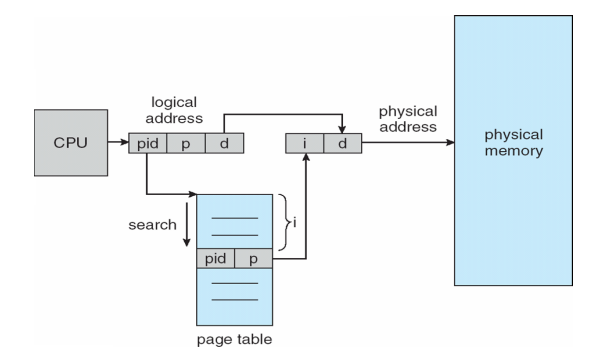 logical
address
physical
address
CPU
pid p d
i d
physical
memory
search
i
pid p
page table